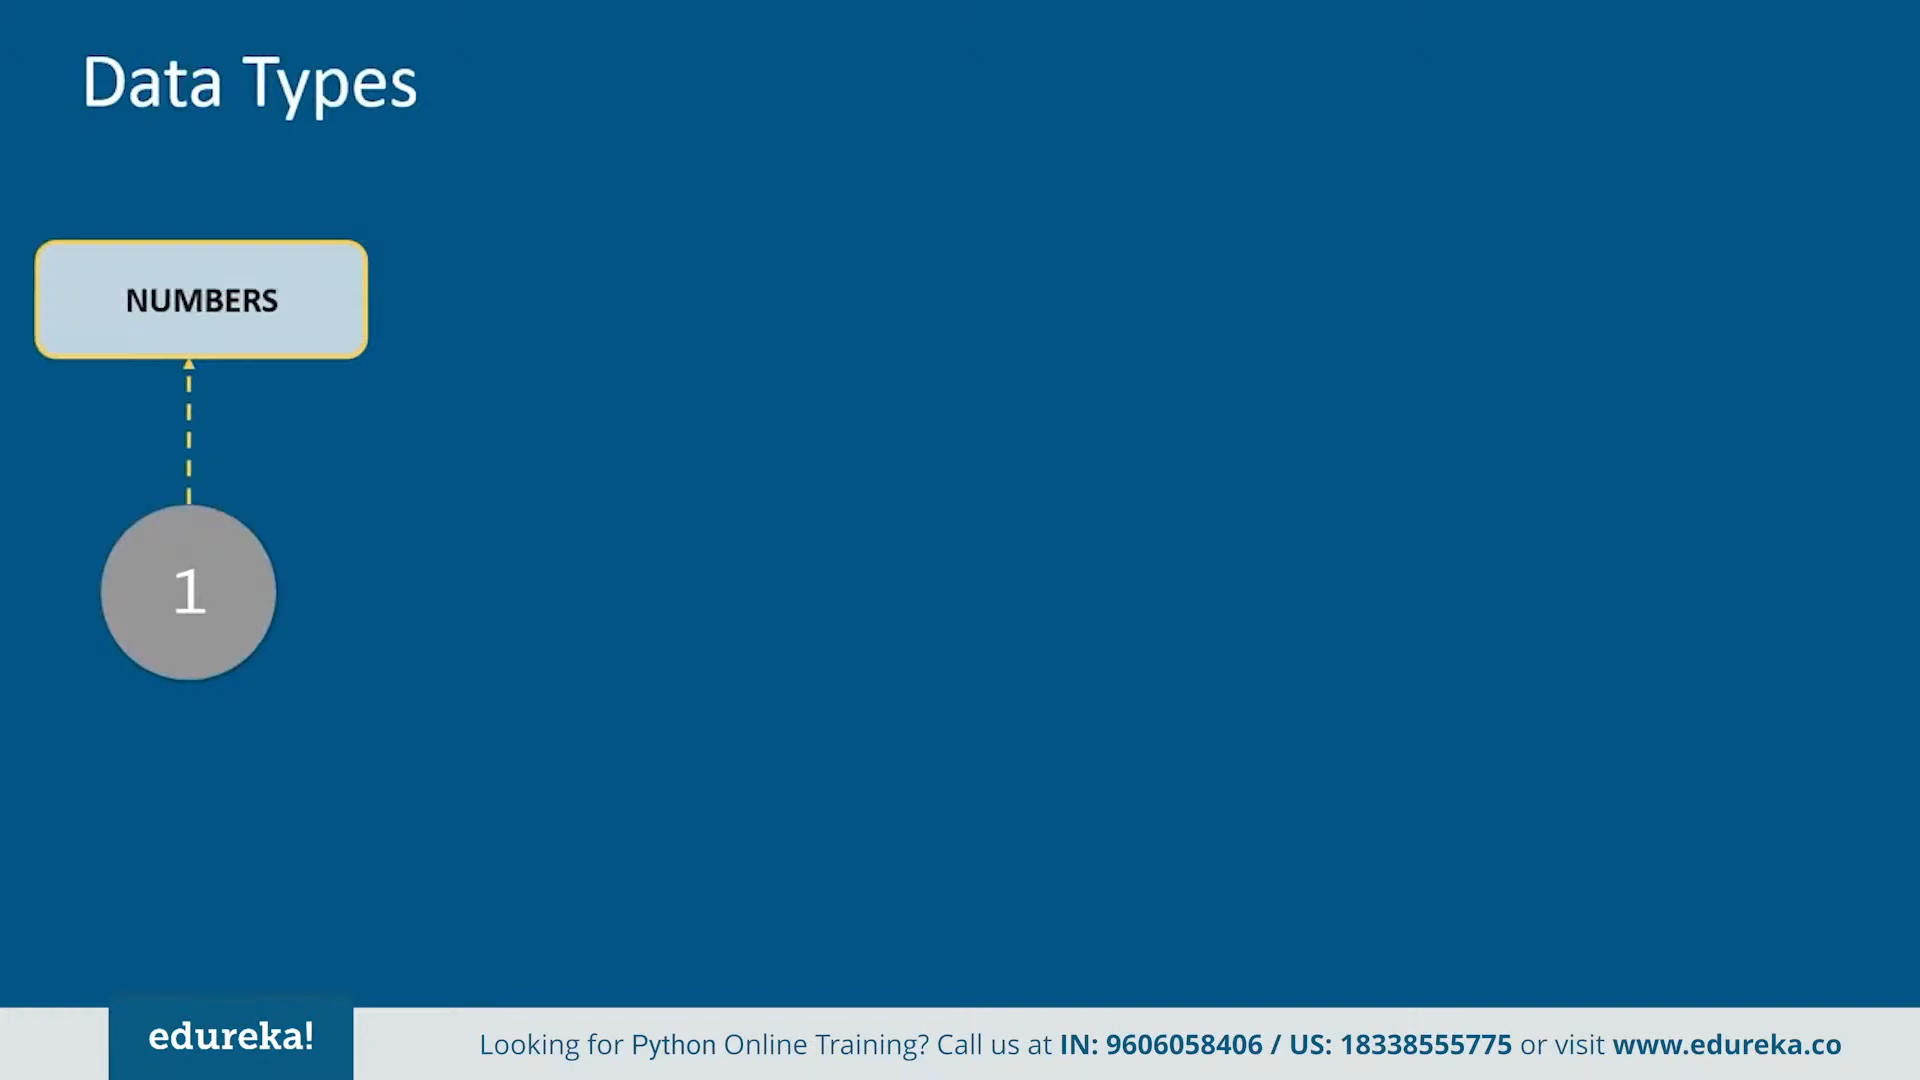 Data Types
NUMBERS
1
edureka!
Looking for Python Online Training? Call us at IN: 9606058406 / US: 18338555775 or visit www.edureka.co